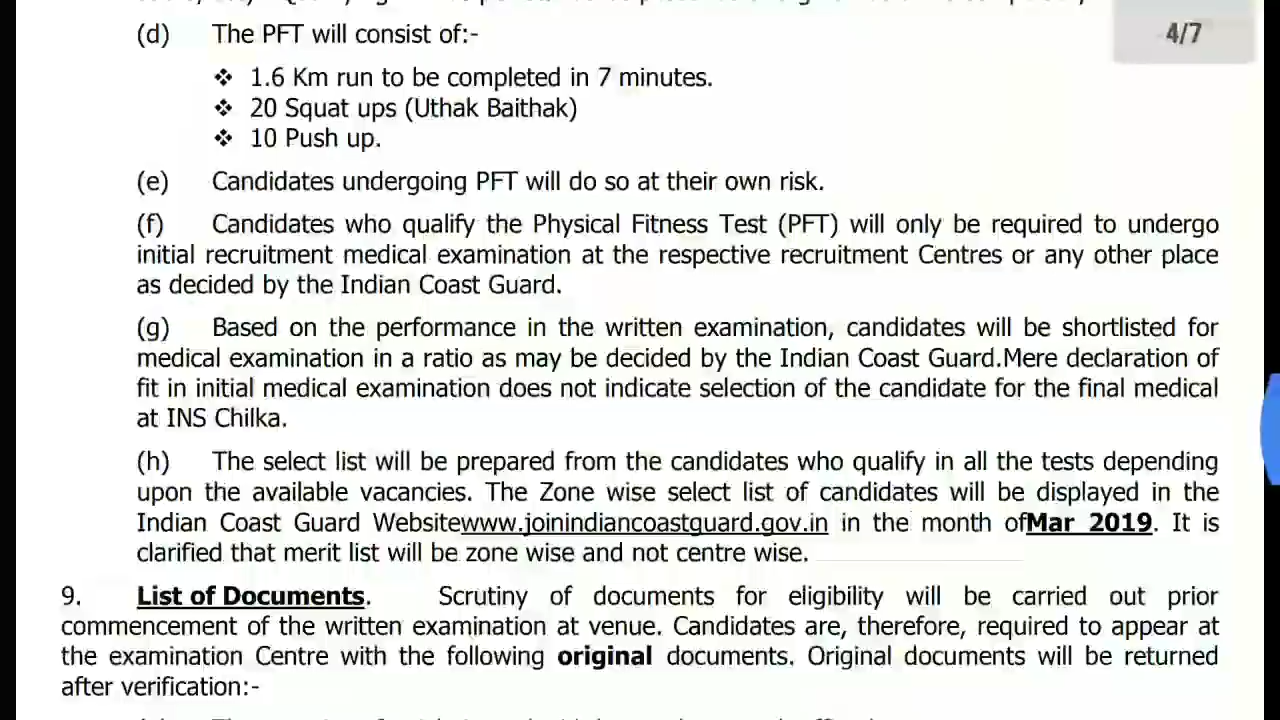 (d) The PFT will consist of:-
4/7
❖ 1.6 Km run to be completed in 7 minutes.
❖ 20 Squat ups (Uthak Baithak)
❖ 10 Push up.
(e) Candidates undergoing PFT will do so at their own risk.
(f) Candidates who qualify the Physical Fitness Test (PFT) will only be required to undergo
initial recruitment medical examination at the respective recruitment Centres or any other place
as decided by the Indian Coast Guard.
(g) Based on the performance in the written examination, candidates will be shortlisted for
medical examination in a ratio as may be decided by the Indian Coast Guard.Mere declaration of
fit in initial medical examination does not indicate selection of the candidate for the final medical
at INS Chilka.
(h) The select list will be prepared from the candidates who qualify in all the tests depending
upon the available vacancies. The Zone wise select list of candidates will be displayed in the
Indian Coast Guard Websitewww.joinindiancoastguard.gov.in in the month ofMar 2019. It is
clarified that merit list will be zone wise and not centre wise.
9. List of Documents. Scrutiny of documents for eligibility will be carried out prior
commencement of the written examination at venue. Candidates are, therefore, required to appear at
the examination Centre with the following original documents. Original documents will be returned
after verification:-